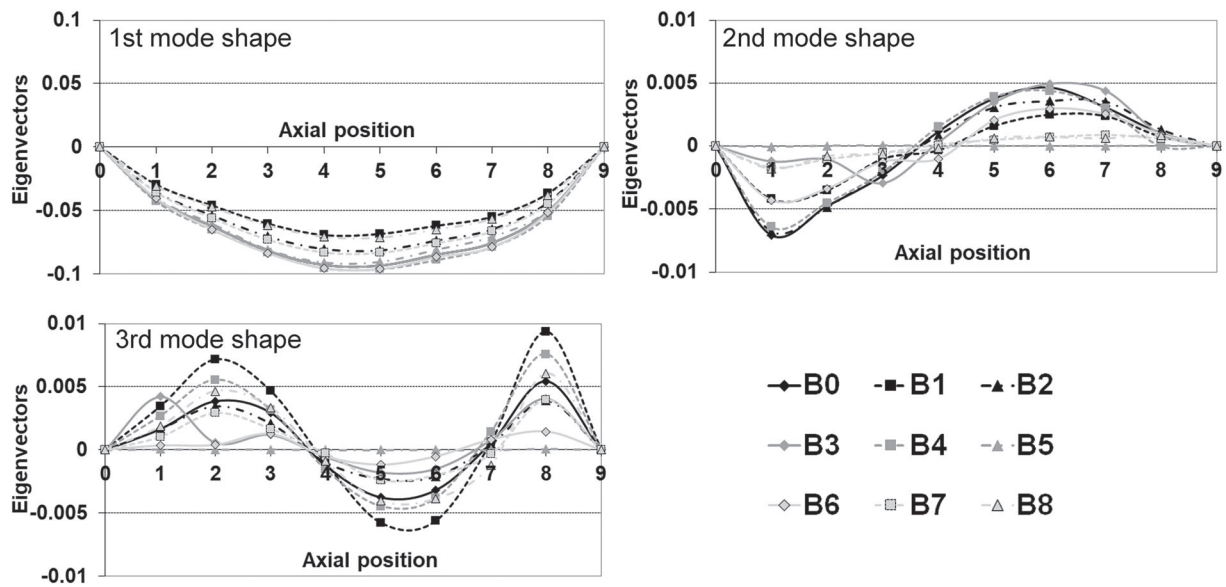 1st mode shape
0.1
0.05
0
-0.05
-0.1
Eigenvectors
Axial position
0 1 2 3 4 5 6 7 8 9
2nd mode shape
0.01
0.005
0
-0.005
-0.01
Eigenvectors
0 1 2 3 4 5 6 7 8 9
Axial position
3rd mode shape
0.01
0.005
0
-0.005
-0.01
Eigenvectors
0 1 2 3 4 5 6 7 8 9
Axial position
B0 B1 B2
B3 B4 B5
B6 B7 B8